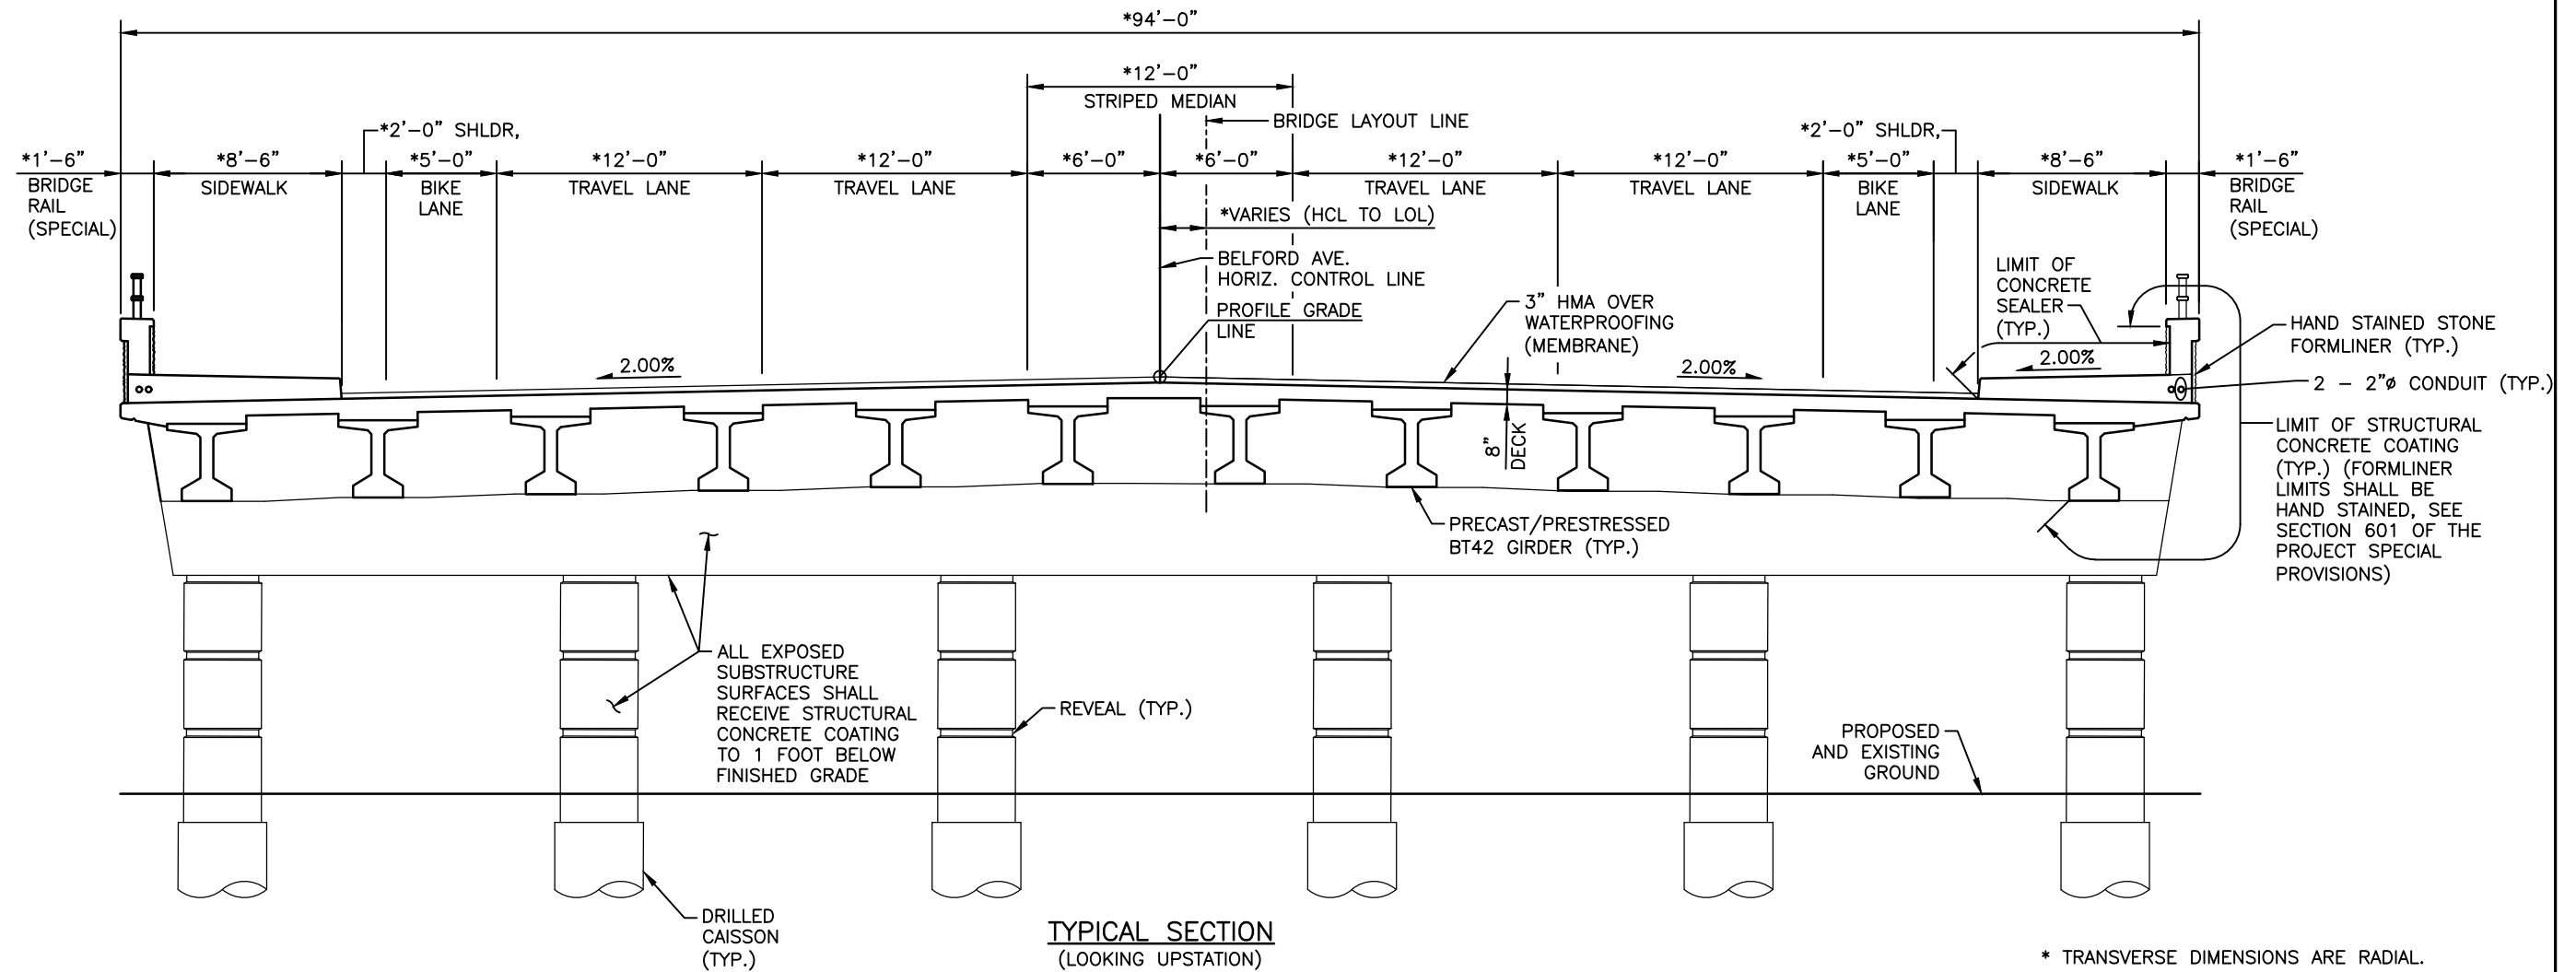 *94'-0"
*12'-0"
STRIPED MEDIAN
BRIDGE LAYOUT LINE
*2'-0" SHLDR,
*2'-0" SHLDR,
*1'-6"
BRIDGE
RAIL
(SPECIAL)
*8'-6"
SIDEWALK
*5'-0"
BIKE
LANE
*12'-0"
TRAVEL LANE
*12'-0"
TRAVEL LANE
*6'-0"
*6'-0"
*12'-0"
TRAVEL LANE
*12'-0"
TRAVEL LANE
*5'-0"
BIKE
LANE
*8'-6"
SIDEWALK
*1'-6"
BRIDGE
RAIL
(SPECIAL)
*VARIES (HCL TO LOL)
BELFORD AVE.
HORIZ. CONTROL LINE
PROFILE GRADE
LINE
3" HMA OVER
WATERPROOFING
(MEMBRANE)
LIMIT OF
CONCRETE
SEALER
(TYP.)
HAND STAINED STONE
FORMLINER (TYP.)
2.00%
2.00%
2.00%
2 - 2"ø CONDUIT (TYP.)
8"
DECK
LIMIT OF STRUCTURAL
CONCRETE COATING
(TYP.) (FORMLINER
LIMITS SHALL BE
HAND STAINED, SEE
SECTION 601 OF THE
PROJECT SPECIAL
PROVISIONS)
PRECAST/PRESTRESSED
BT42 GIRDER (TYP.)
ALL EXPOSED
SUBSTRUCTURE
SURFACES SHALL
RECEIVE STRUCTURAL
CONCRETE COATING
TO 1 FOOT BELOW
FINISHED GRADE
REVEAL (TYP.)
PROPOSED
AND EXISTING
GROUND
DRILLED
CAISSON
(TYP.)
TYPICAL SECTION
(LOOKING UPSTATION)
* TRANSVERSE DIMENSIONS ARE RADIAL.